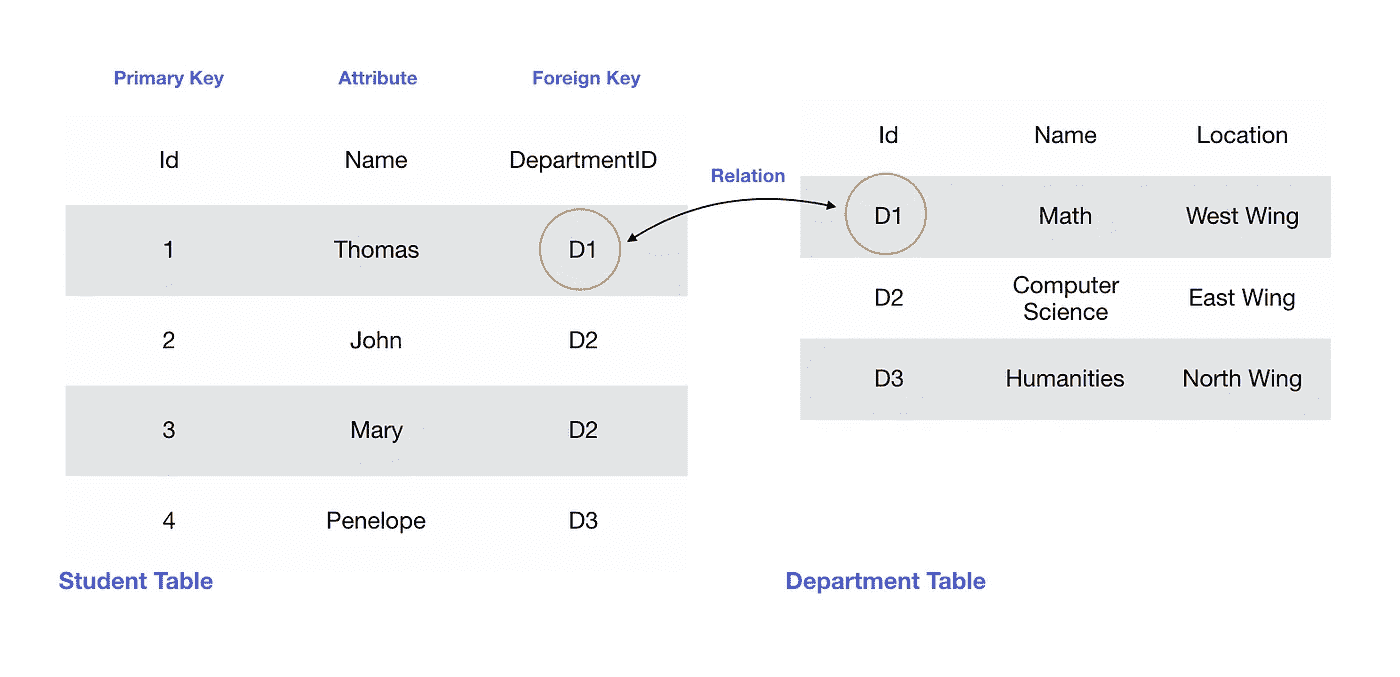 Primary Key Attribute Foreign Key
Id Name DepartmentID
1 Thomas D1
2 John D2
3 Mary D2
4 Penelope D3
Student Table
Relation
Id Name Location
D1 Math West Wing
D2 Computer Science East Wing
D3 Humanities North Wing
Department Table